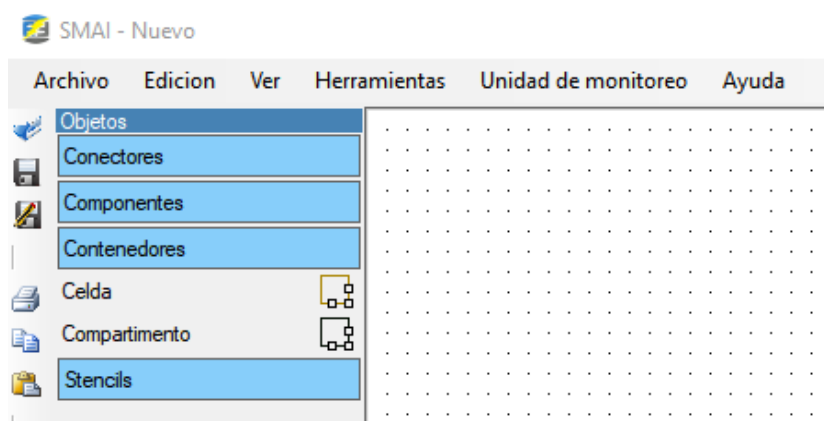 SMAI - Nuevo
Archivo Edicion Ver Herramientas Unidad de monitoreo Ayuda
Objetos
Conectores
Componentes
Contenedores
Celda
Compartimento
Stencils